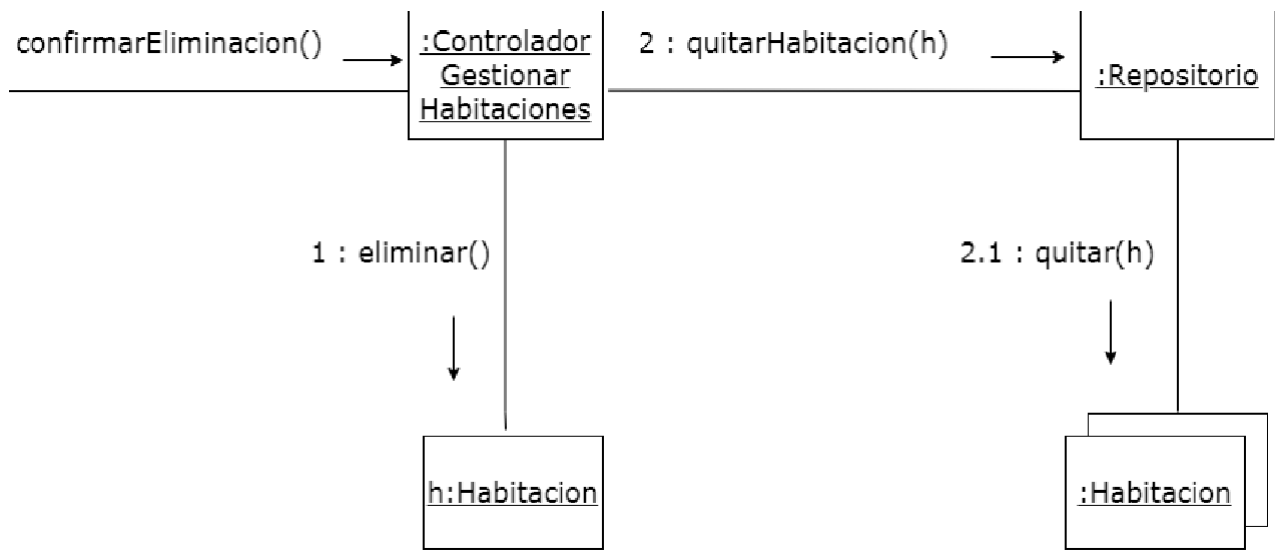 confirmarEliminacion()
:Controlador
Gestionar
Habitaciones
2 : quitarHabitacion(h)
:Repositorio
1 : eliminar()
2.1 : quitar(h)
h:Habitacion
:Habitacion